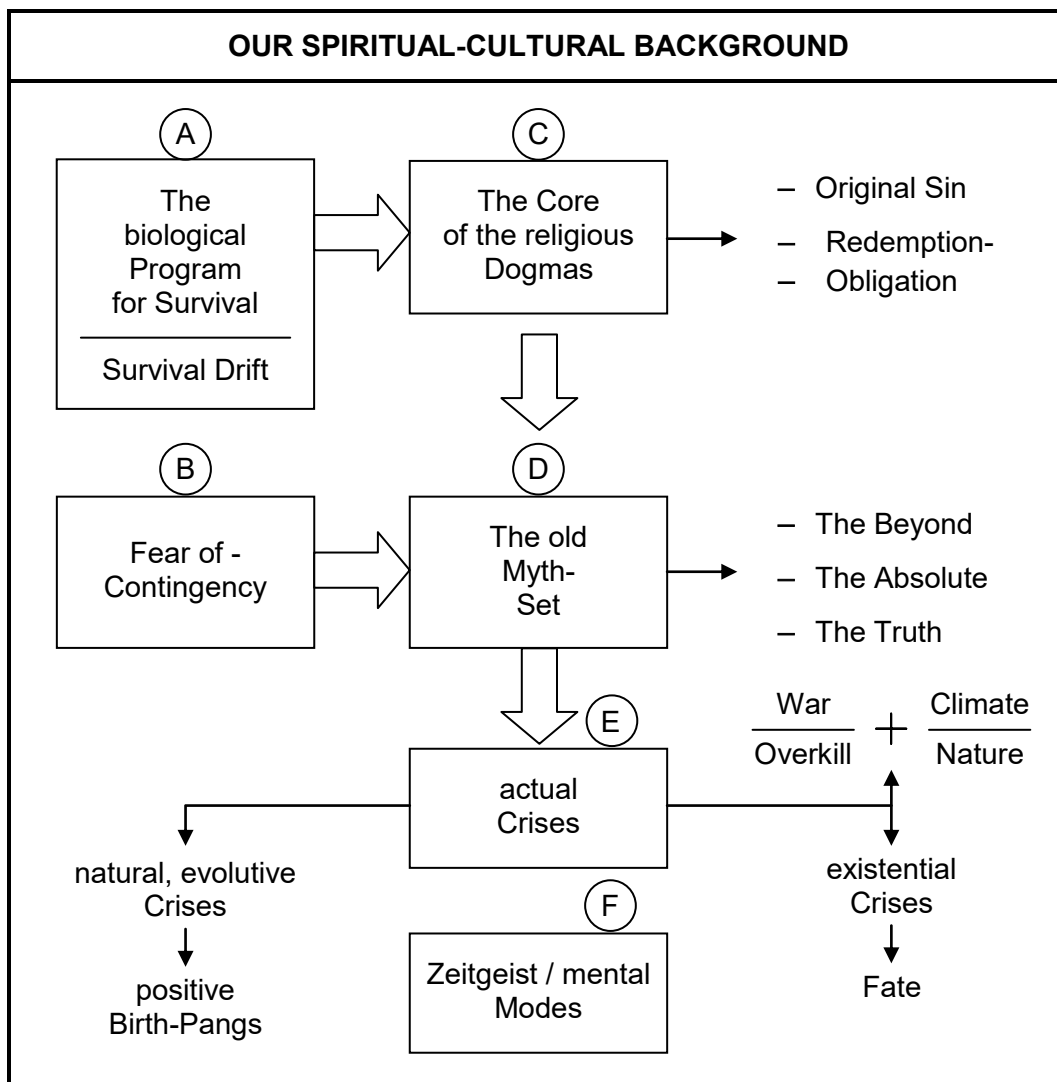 OUR SPIRITUAL-CULTURAL BACKGROUND
A
The
biological
Program
for Survival
Survival Drift
C
The Core
of the religious
Dogmas
– Original Sin
– Redemption-
– Obligation
B
Fear of -
Contingency
D
The old
Myth-
Set
– The Beyond
– The Absolute
– The Truth
E
actual
Crises
War + Climate
Overkill Nature
natural, evolutive
Crises
positive
Birth-Pangs
existential
Crises
Fate
F
Zeitgeist / mental
Modes